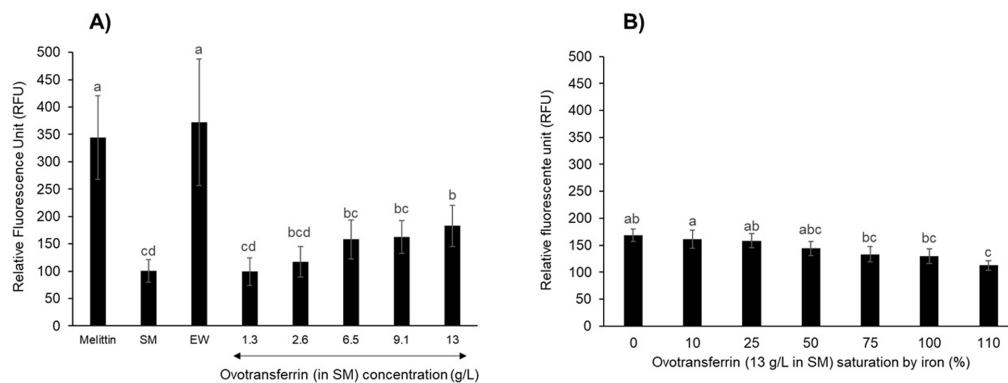 A)
Relative Fluorescence Unit (RFU)
500
450
400
350
300
250
200
150
100
50
0
a
cd
a
cd
bcd
bc
bc
b
Melittin SM EW 1.3 2.6 6.5 9.1 13
Ovotransferrin (in SM) concentration (g/L)
B)
Relative fluorescente unit (RFU)
500
450
400
350
300
250
200
150
100
50
0
ab
a
ab
abc
bc
bc
c
0 10 25 50 75 100 110
Ovotransferrin (13 g/L in SM) saturation by iron (%)